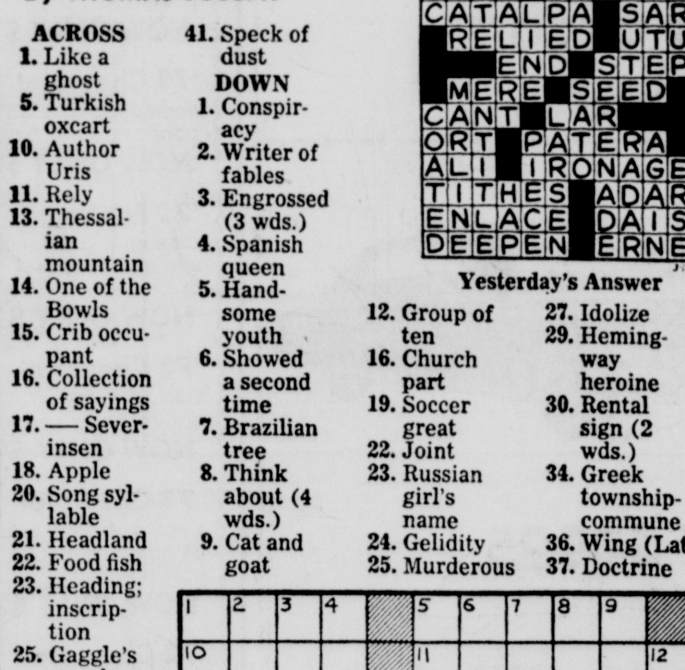 ACROSS
1. Like a
ghost
5. Turkish
oxcart
10. Author
Uris
11. Rely
13. Thessal-
ian
mountain
14. One of the
Bowls
15. Crib occu-
pant
16. Collection
of sayings
17. — Sever-
insen
18. Apple
20. Song syl-
lable
21. Headland
22. Food fish
23. Heading;
inscrip-
tion
25. Gaggle's
41. Speck of
dust
DOWN
1. Conspir-
acy
2. Writer of
fables
3. Engrossed
(3 wds.)
4. Spanish
queen
5. Hand-
some
youth
6. Showed
a second
time
7. Brazilian
tree
8. Think
about (4
wds.)
9. Cat and
goat
CATALPA SAR
RELIED UTU
END STEP
MERE SEED
CANT LAR
ORT PATERA
ALI IRONAGE
TITHES ADAR
ENLACE DAIS
DEEPEN ERNE
Yesterday's Answer
12. Group of
ten
16. Church
part
19. Soccer
great
22. Joint
23. Russian
girl's
name
24. Gelidity
25. Murderous
27. Idolize
29. Heming-
way
heroine
30. Rental
sign (2
wds.)
34. Greek
township-
commune
36. Wing (Lat
37. Doctrine
1 2 3 4 5 6 7 8 9
10 11 12